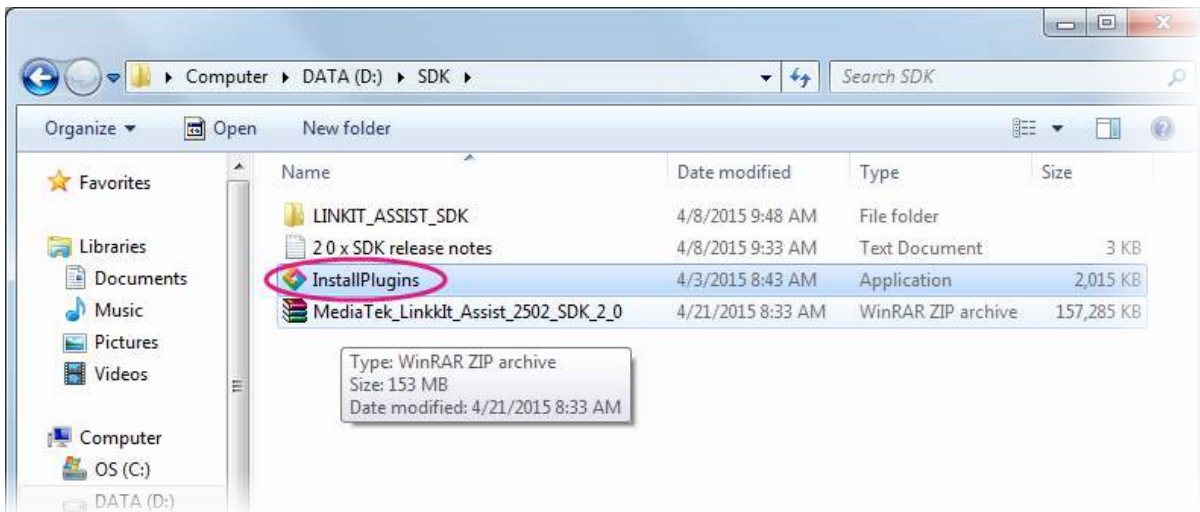 Computer DATA (D:) SDK Search SDK
Organize Open New folder
Favorites
Libraries
Documents
Music
Pictures
Videos
Computer
OS (C:)
DATA (D:)
Name Date modified Type Size
LINKIT_ASSIST_SDK 4/8/2015 9:48 AM File folder
2 0 x SDK release notes 4/8/2015 9:33 AM Text Document 3 KB
InstallPlugins 4/3/2015 8:43 AM Application 2,015 KB
MediaTek_LinkkIt_Assist_2502_SDK_2_0 4/21/2015 8:33 AM WinRAR ZIP archive 157,285 KB
Type: WinRAR ZIP archive
Size: 153 MB
Date modified: 4/21/2015 8:33 AM